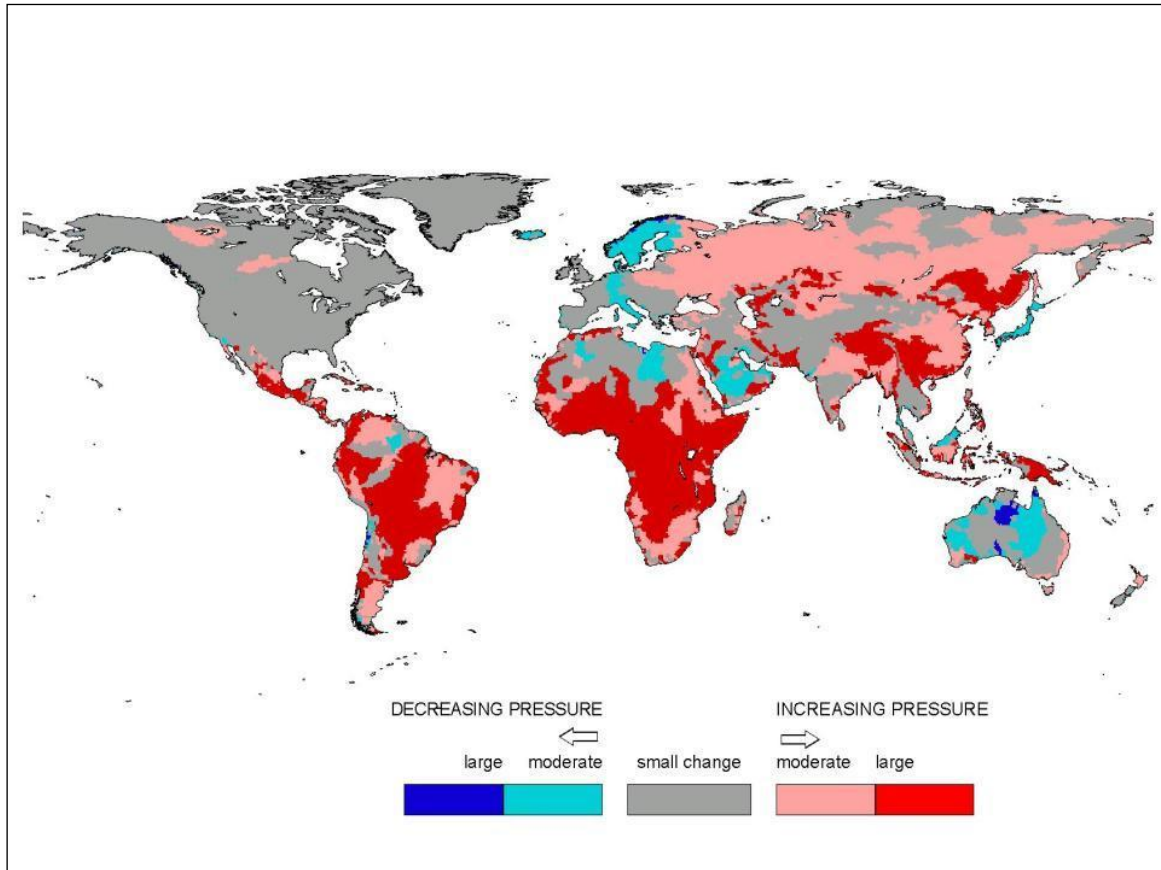 DECREASING PRESSURE
INCREASING PRESSURE
large moderate small change moderate large